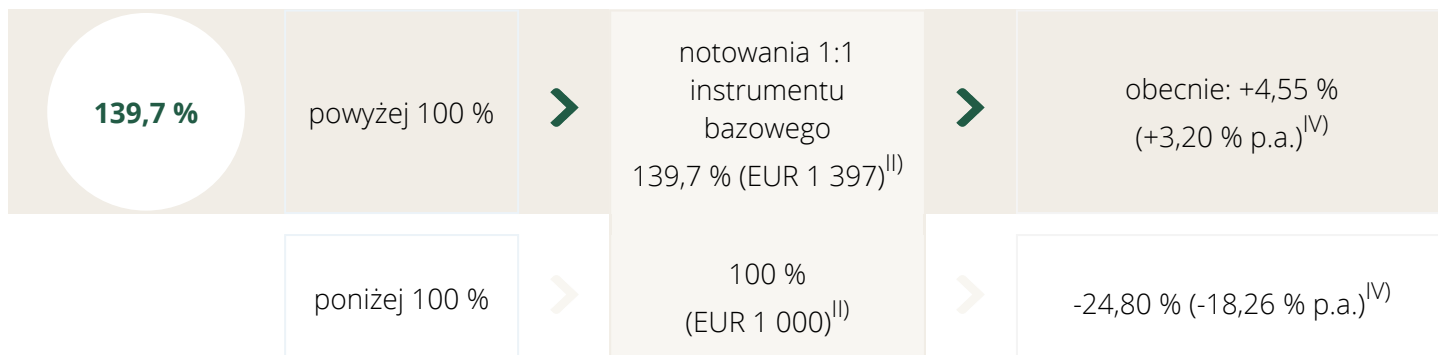 139,7 %
powyżej 100 %
notowania 1:1
instrumentu
bazowego
139,7 % (EUR 1 397)II)
obecnie: +4,55 %
(+3,20 % p.a.)IV)
poniżej 100 %
100 %
(EUR 1 000)II)
-24,80 % (-18,26 % p.a.)IV)